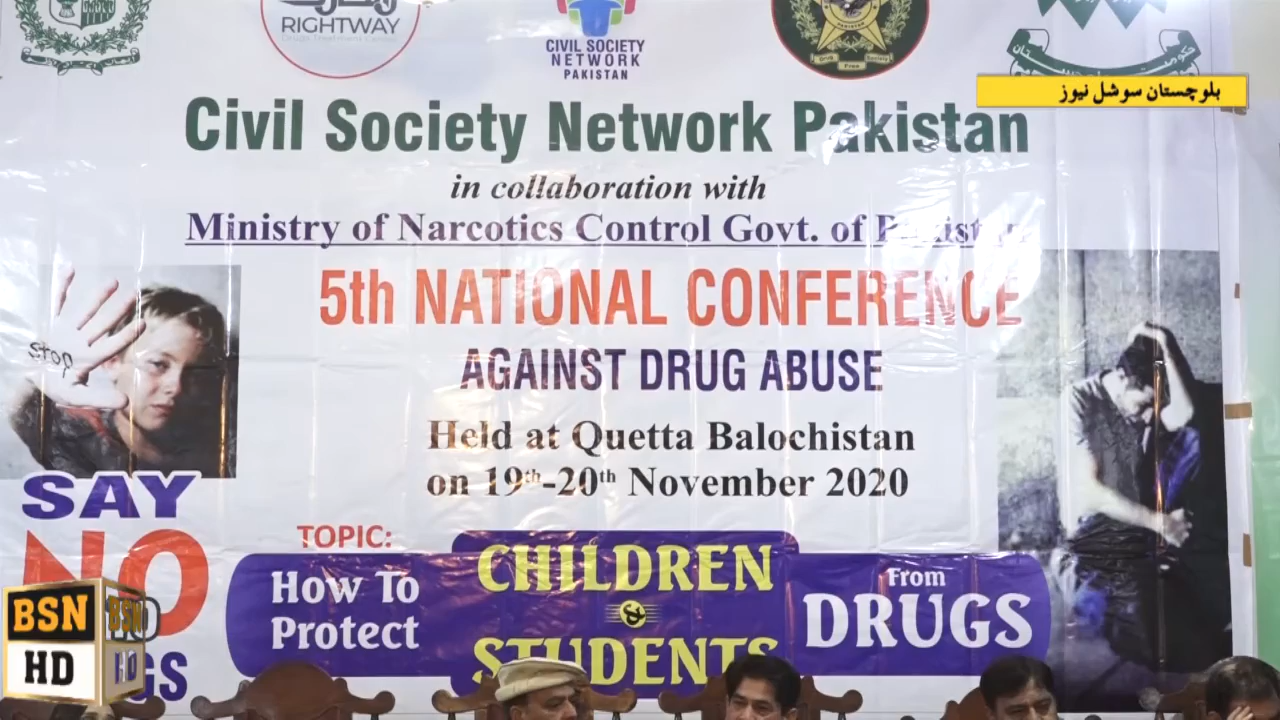 RIGHTWAY
CIVIL SOCIETY
NETWORK
PAKISTAN
بلوچستان سوشل نیوز
Civil Society Network Pakistan
in collaboration with
Ministry of Narcotics Control Govt. of Pakistan
5th NATIONAL CONFERENCE
AGAINST DRUG ABUSE
Held at Quetta Balochistan
on 19th-20th November 2020
stop
SAY
NO
TOPIC:
How To
Protect
CHILDREN
&
STUDENTS
From
DRUGS
BSN
HD